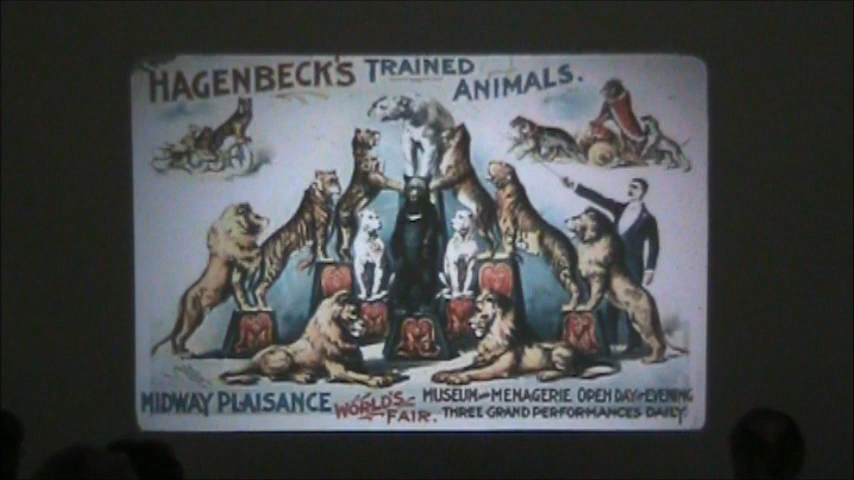 HAGENBECK'S TRAINED ANIMALS.
MIDWAY PLAISANCE WORLD'S FAIR.
MUSEUM AND MENAGERIE OPEN DAY & EVENING
THREE GRAND PERFORMANCES DAILY